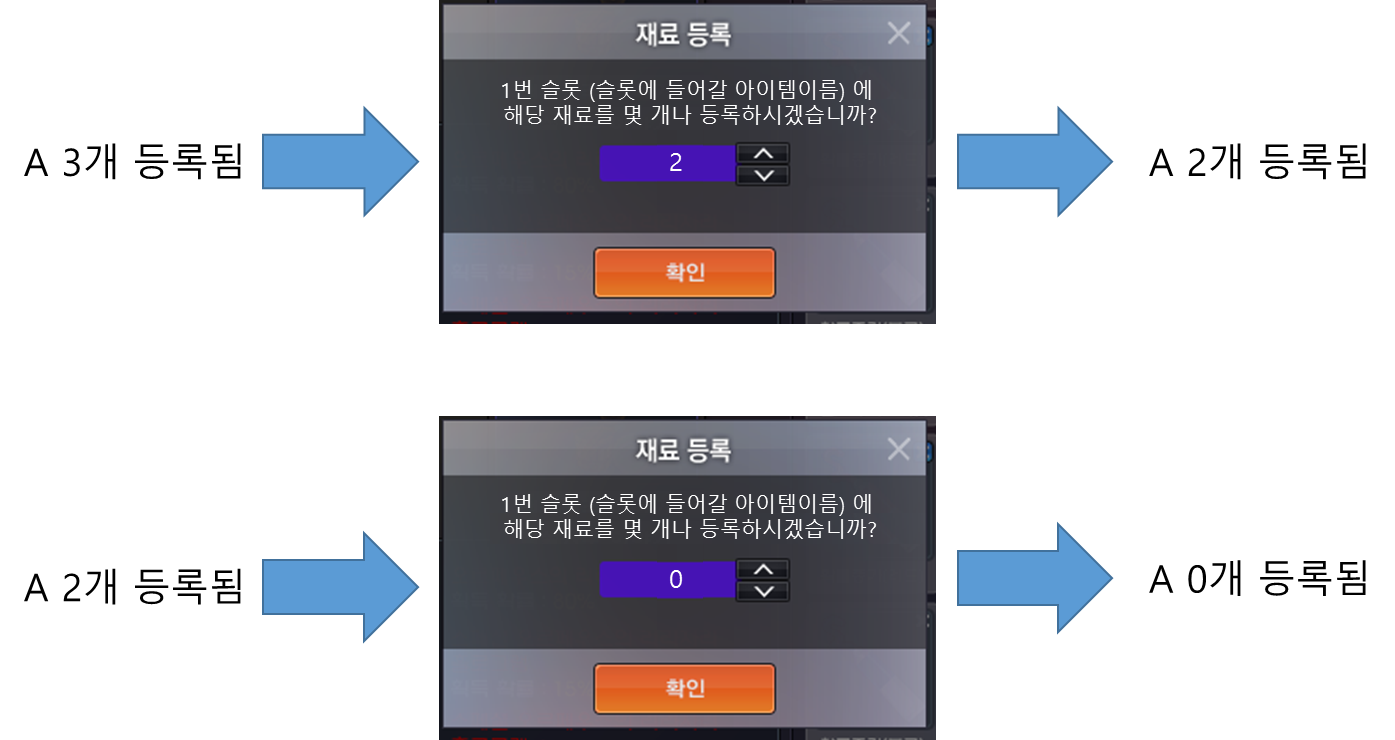 재료 등록
1번 슬롯 (슬롯에 들어갈 아이템이름) 에
해당 재료를 몇 개나 등록하시겠습니까?
A 3개 등록됨
2
A 2개 등록됨
확인
재료 등록
1번 슬롯 (슬롯에 들어갈 아이템이름) 에
해당 재료를 몇 개나 등록하시겠습니까?
A 2개 등록됨
0
A 0개 등록됨
확인